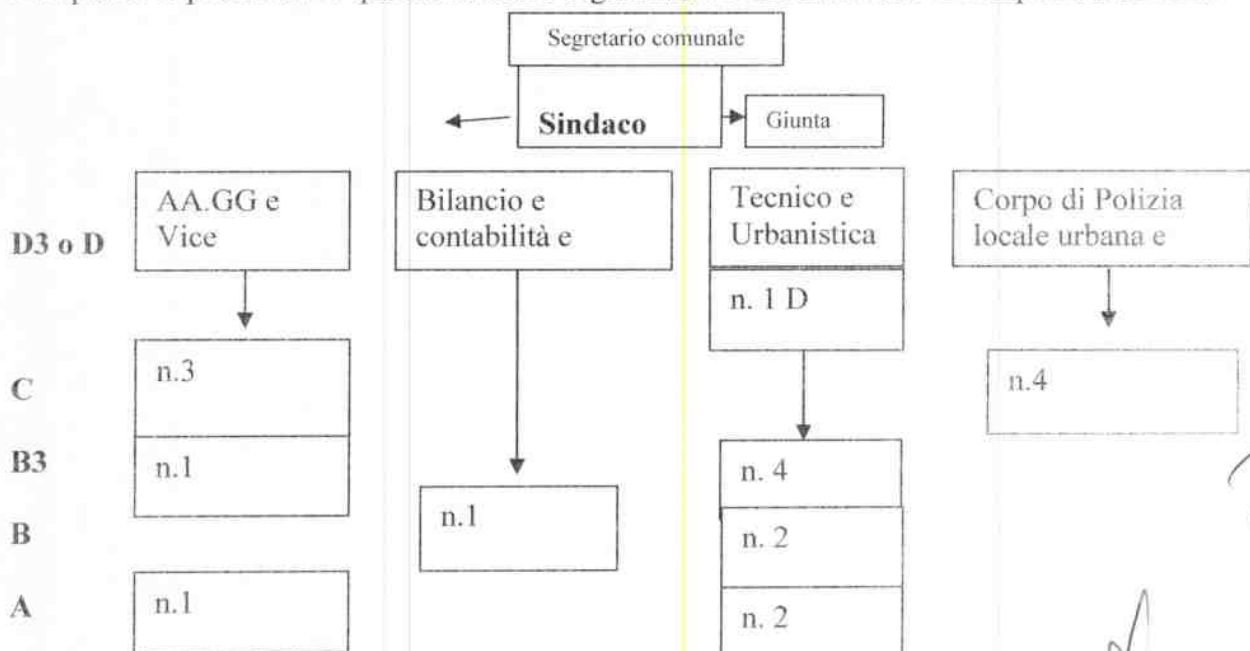 Segretario comunale
Sindaco
Giunta
D3 o D
AA.GG e
Vice
Bilancio e
contabilità e
Tecnico e
Urbanistica
n. 1 D
Corpo di Polizia
locale urbana e
C
n.3
n.4
B3
n.1
n. 4
B
n.1
n. 2
A
n.1
n. 2